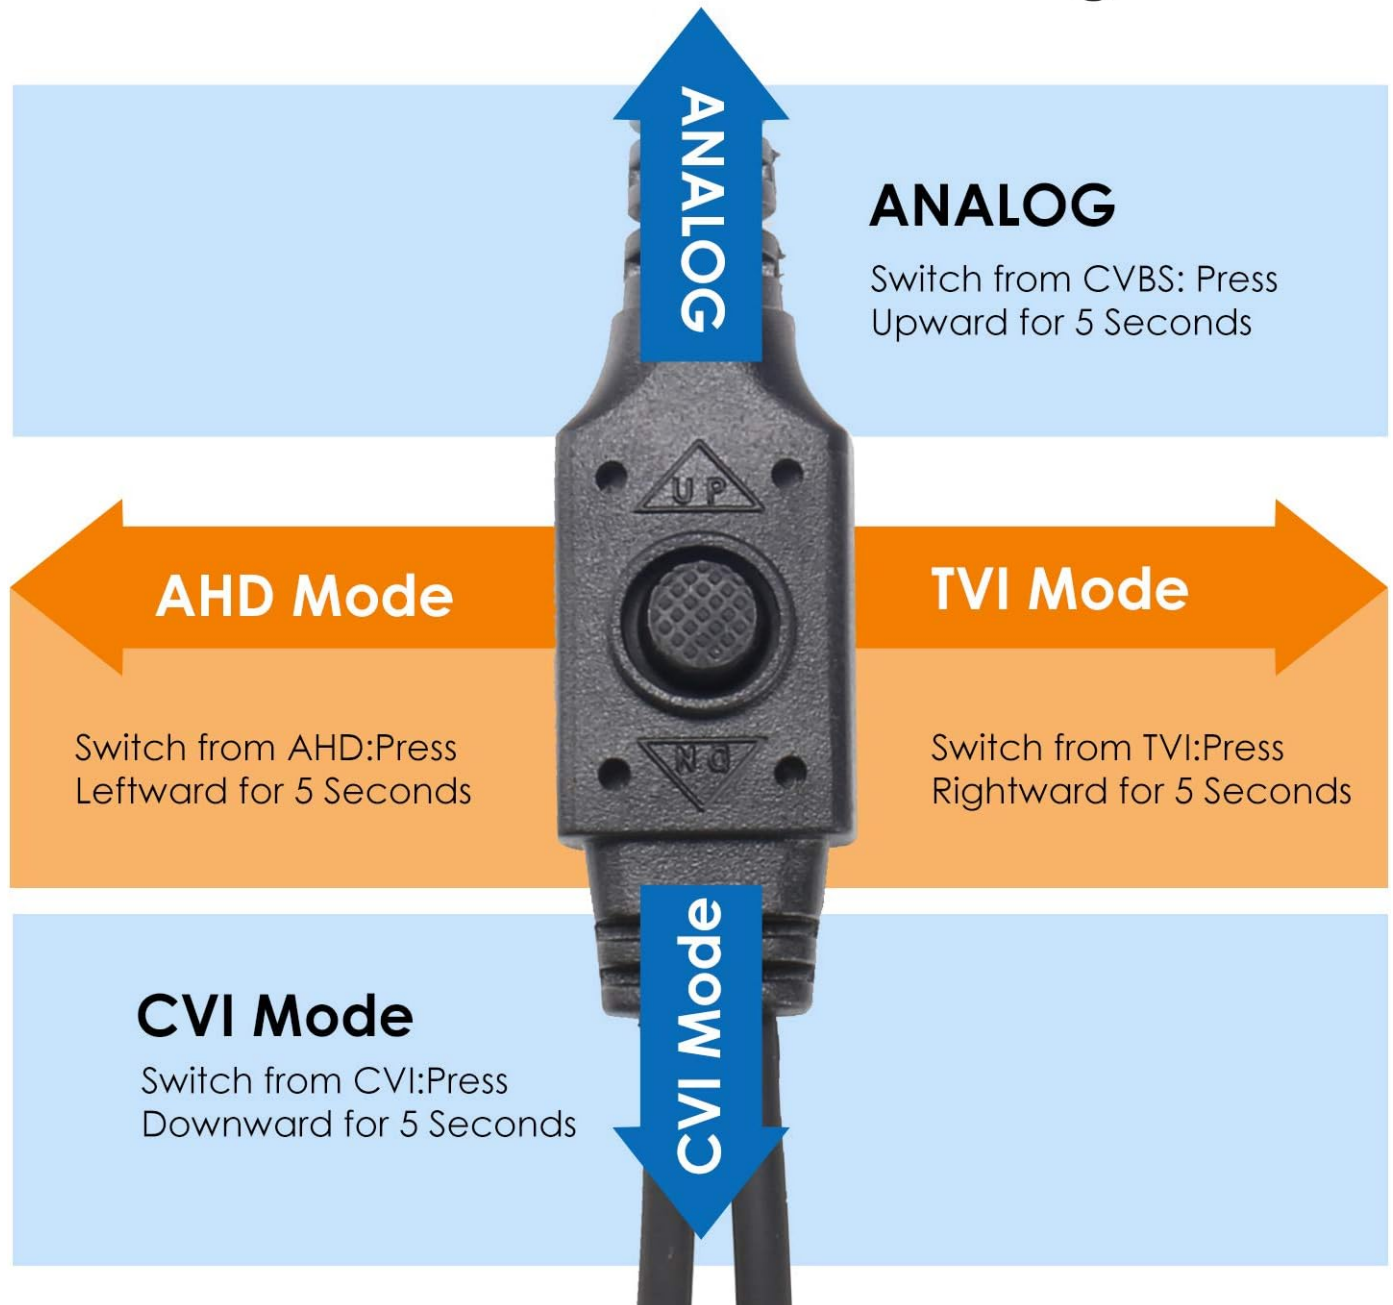 ANALOG
ANALOG
Switch from CVBS: Press
Upward for 5 Seconds
UP
AHD Mode
TVI Mode
Switch from AHD:Press
Leftward for 5 Seconds
DN
Switch from TVI:Press
Rightward for 5 Seconds
CVI Mode
CVI Mode
Switch from CVI:Press
Downward for 5 Seconds